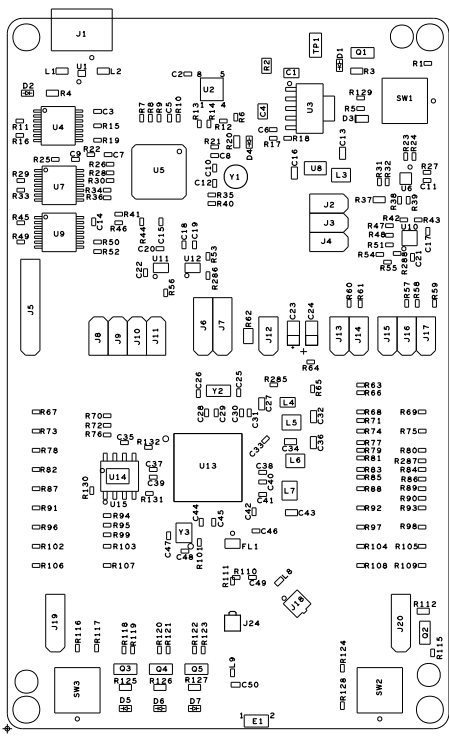 J1
L1 U1 L2
TP1 D1 Q1
R2 R3 R1
D2 R4
C2 8 5 U2 1 4
C1 R129 SW1
R5 D3
U3
C3 R7 R8 R9 C5 R10
R13 R14 R12 R6 C4
R11 U4 R15
R16 R19
R21 R20 D4 C6 R17 R18 C13
R22 C7 C8
R25 C9 R26 R28
U5 C10 Y1 C16 U8 L3
R23 R24
R29 U7 R30 C12
R31 R32 U6 R27 C11
R33 R34 R36 R35 R40
J2 R37 R38 R39
R45 U9 C14 R41 R46 R44 C15
J3 R42 R43
R47 R48 U10 C17
R49 R50 R52 C20 C18 C19
J4 R51 R54 R288 C21 R55
U11 U12 R53
C22 R56 R286
J5
R60 R61 R57 R58 R59
J8 J9 J10 J11 J6 J7 R62 J12 C23 C24 J13 J14 J15 J16 J17
+
R64
R285 R65 R63 R66
C26 Y2 C25
C27 L4
R67 R70 C28 C29 C30 C31 C32 R68 R69
R72 L5 R71
R73 R76 R74 R75
C35 R132 C33 C34 C36 R77
R78 R79 R80
U14 C37 U13 L6 R81 R287
R82 C38 R83 R84
C39 C40 R85 R86
R87 R130 R131 C41 L7 R88 R89
U15 R90
R91 R94 C42 C43 R92 R93
R95 C44 C45
R96 R99 Y3 C46 R97 R98
C47 R101 FL1
R102 R103 C48 R104 R105
R106 R107 R111 R110 C49 L8 R108 R109
J18
J19 J24 J20 R112
R116 R117 R118 R119 R120 R121 R122 R123 Q2
R124 R115
SW3 Q3 Q4 Q5 L9 SW2
R125 R126 R127 C50 R128
D5 D6 D7
1 E1 2